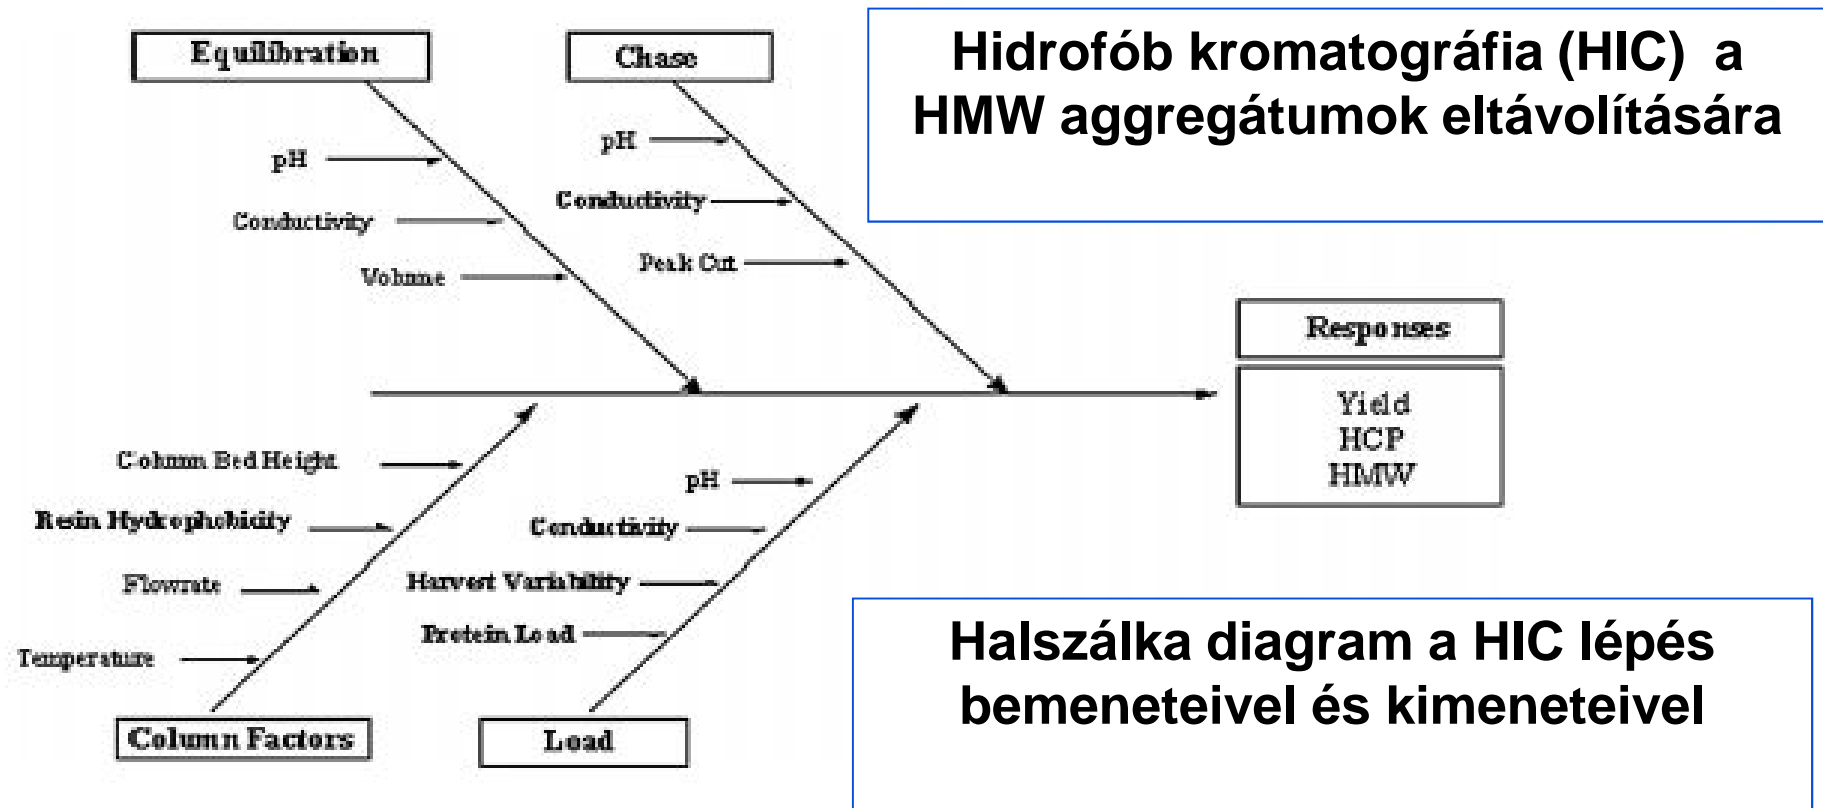 Equilibration
Chase
Hidrofób kromatográfia (HIC) a
HMW aggregátumok eltávolítására
pH
Conductivity
Volume
pH
Conductivity
Peak Cut
Responses
Yield
HCP
HMW
Column Bed Height
Resin Hydrophobicity
Flowrate
Temperature
Column Factors
pH
Conductivity
Harvest Variability
Protein Load
Load
Halszálka diagram a HIC lépés
bemeneteivel és kimeneteivel